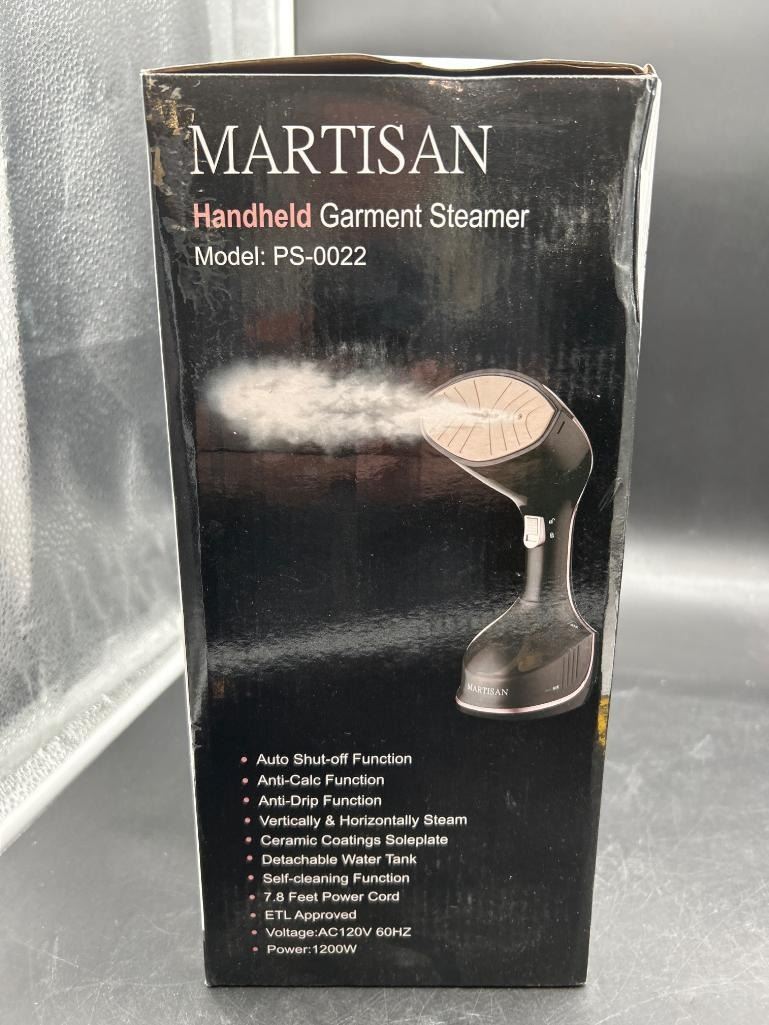 MARTISAN
Handheld Garment Steamer
Model: PS-0022
MARTISAN
• Auto Shut-off Function
• Anti-Calc Function
• Anti-Drip Function
• Vertically & Horizontally Steam
• Ceramic Coatings Soleplate
• Detachable Water Tank
• Self-cleaning Function
• 7.8 Feet Power Cord
• ETL Approved
• Voltage:AC120V 60HZ
• Power:1200W